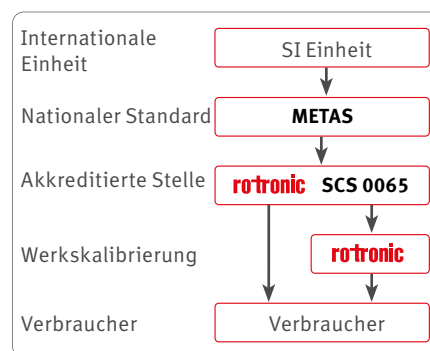 Internationale
Einheit
SI Einheit
Nationaler Standard
METAS
Akkreditierte Stelle
rotronic SCS 0065
Werkskalibrierung
rotronic
Verbraucher
Verbraucher